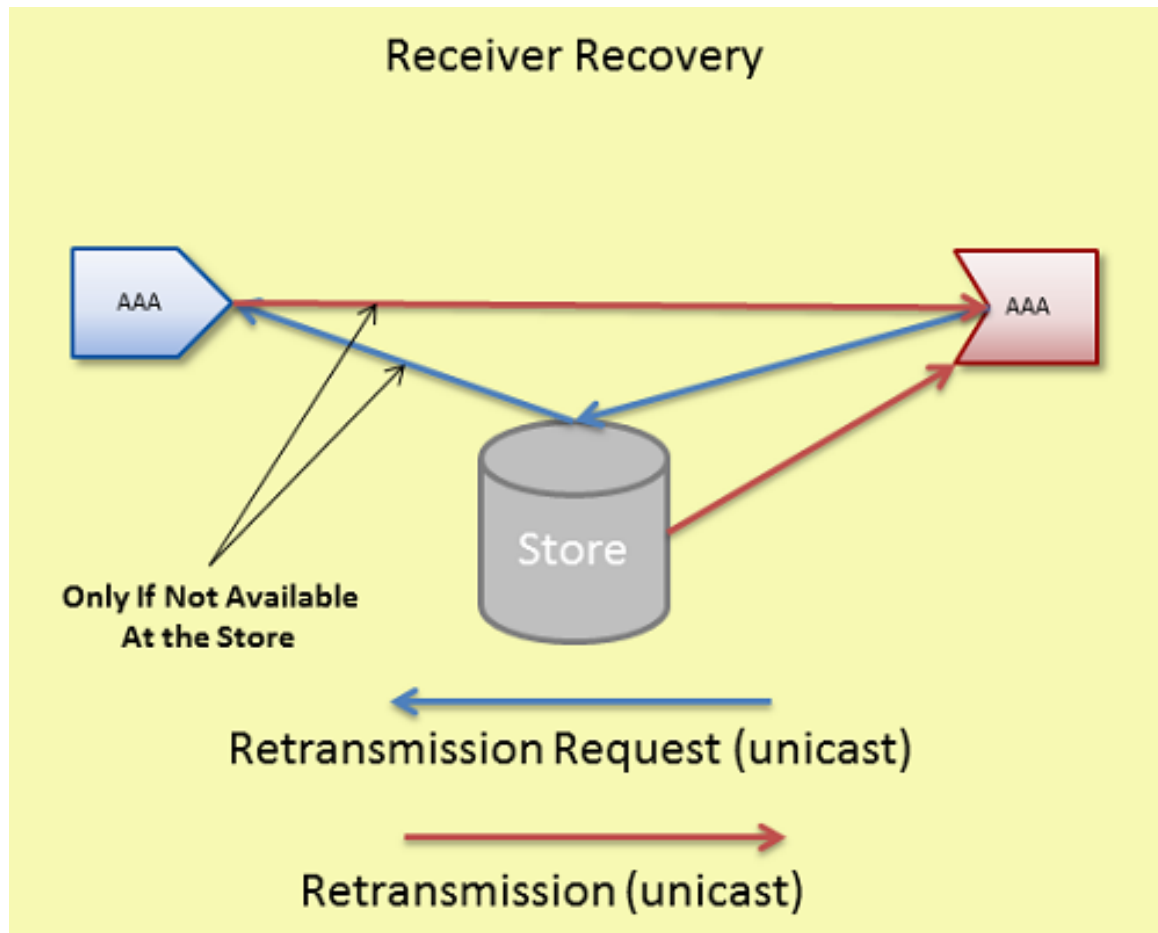 Receiver Recovery
AAA
AAA
Store
Only If Not Available
At the Store
Retransmission Request (unicast)
Retransmission (unicast)